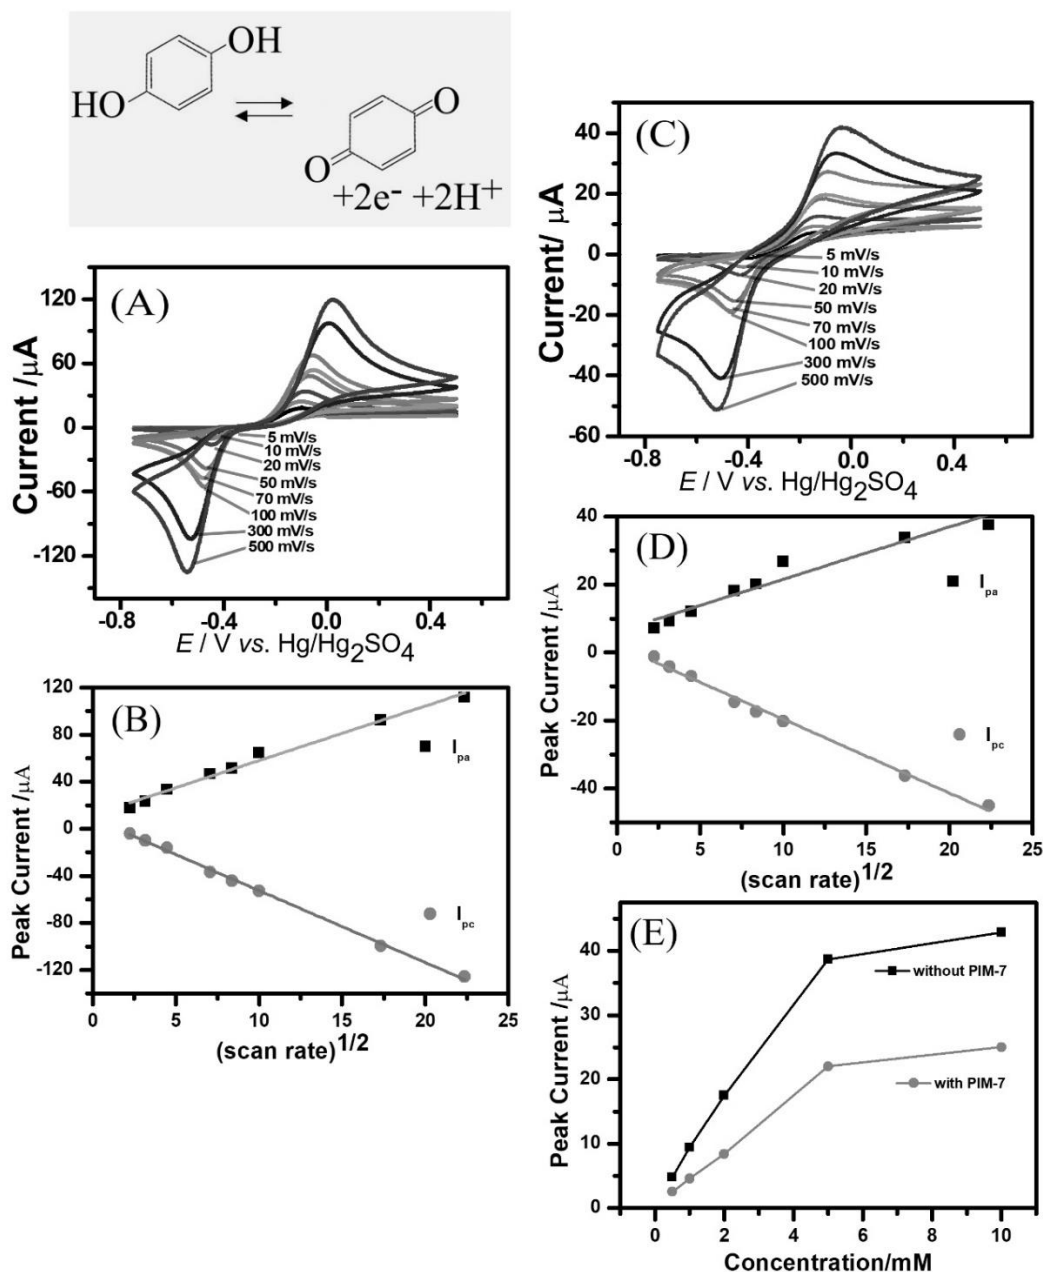 OH
HO
O
O
+2e- +2H+
(A)
Current /μA
120
60
0
-60
-120
5 mV/s
10 mV/s
20 mV/s
50 mV/s
70 mV/s
100 mV/s
300 mV/s
500 mV/s
-0.8 -0.4 0.0 0.4
E / V vs. Hg/Hg2SO4
(B)
Peak Current /μA
120
80
40
0
-40
-80
-120
Ipa
Ipc
0 5 10 15 20 25
(scan rate)1/2
(C)
Current/ μA
40
20
0
-20
-40
-60
5 mV/s
10 mV/s
20 mV/s
50 mV/s
70 mV/s
100 mV/s
300 mV/s
500 mV/s
-0.8 -0.4 0.0 0.4
E / V vs. Hg/Hg2SO4
(D)
Peak Current /μA
40
20
0
-20
-40
Ipa
Ipc
0 5 10 15 20 25
(scan rate)1/2
(E)
Peak Current /μA
40
30
20
10
0
without PIM-7
with PIM-7
0 2 4 6 8 10
Concentration/mM